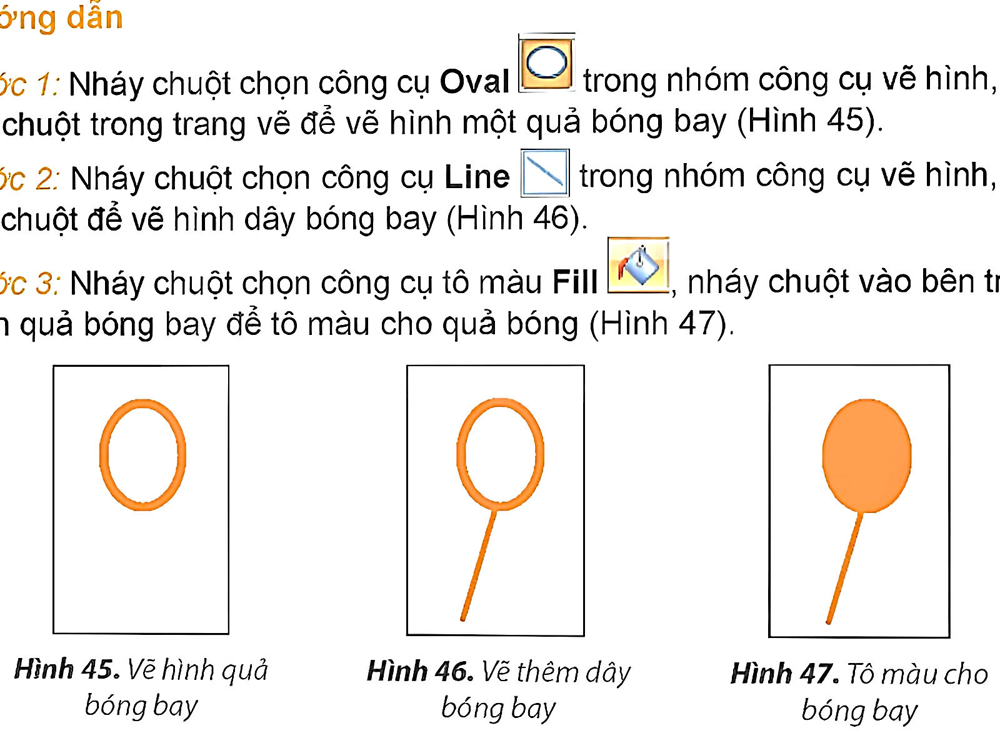 ớng dẫn
ớc 1: Nháy chuột chọn công cụ Oval trong nhóm công cụ vẽ hình,
chuột trong trang vẽ để vẽ hình một quả bóng bay (Hình 45).
ớc 2: Nháy chuột chọn công cụ Line trong nhóm công cụ vẽ hình,
chuột để vẽ hình dây bóng bay (Hình 46).
ớc 3: Nháy chuột chọn công cụ tô màu Fill , nháy chuột vào bên tr
n quả bóng bay để tô màu cho quả bóng (Hình 47).
Hình 45. Vẽ hình quả
bóng bay
Hình 46. Vẽ thêm dây
bóng bay
Hình 47. Tô màu cho
bóng bay